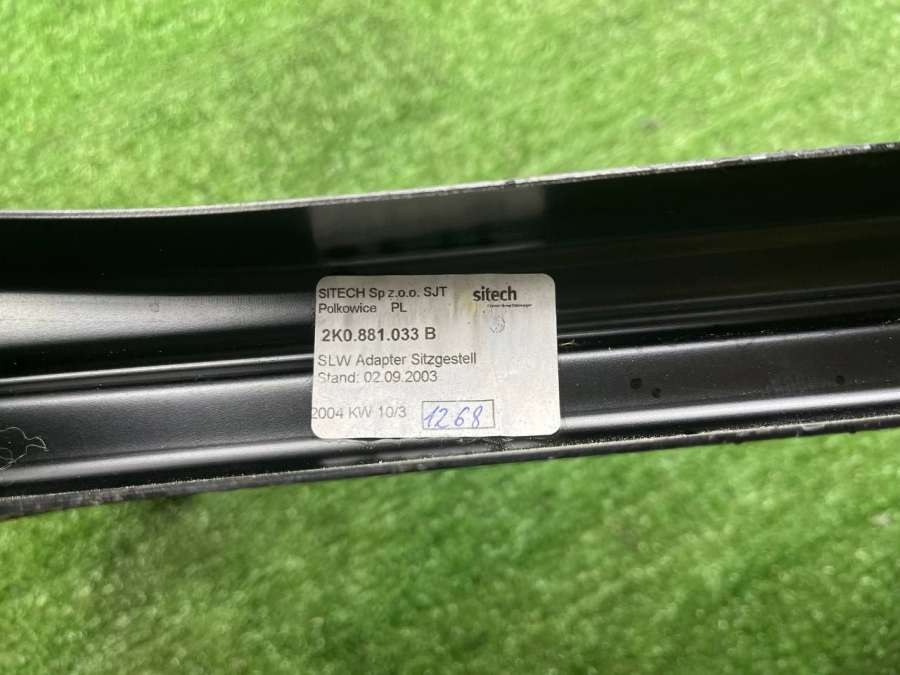 SITECH Sp z.o.o. SJT
sitech
Polkowice PL
2K0.881.033 B
SLW Adapter Sitzgestell
Stand: 02.09.2003
2004 KW 10/3
1268